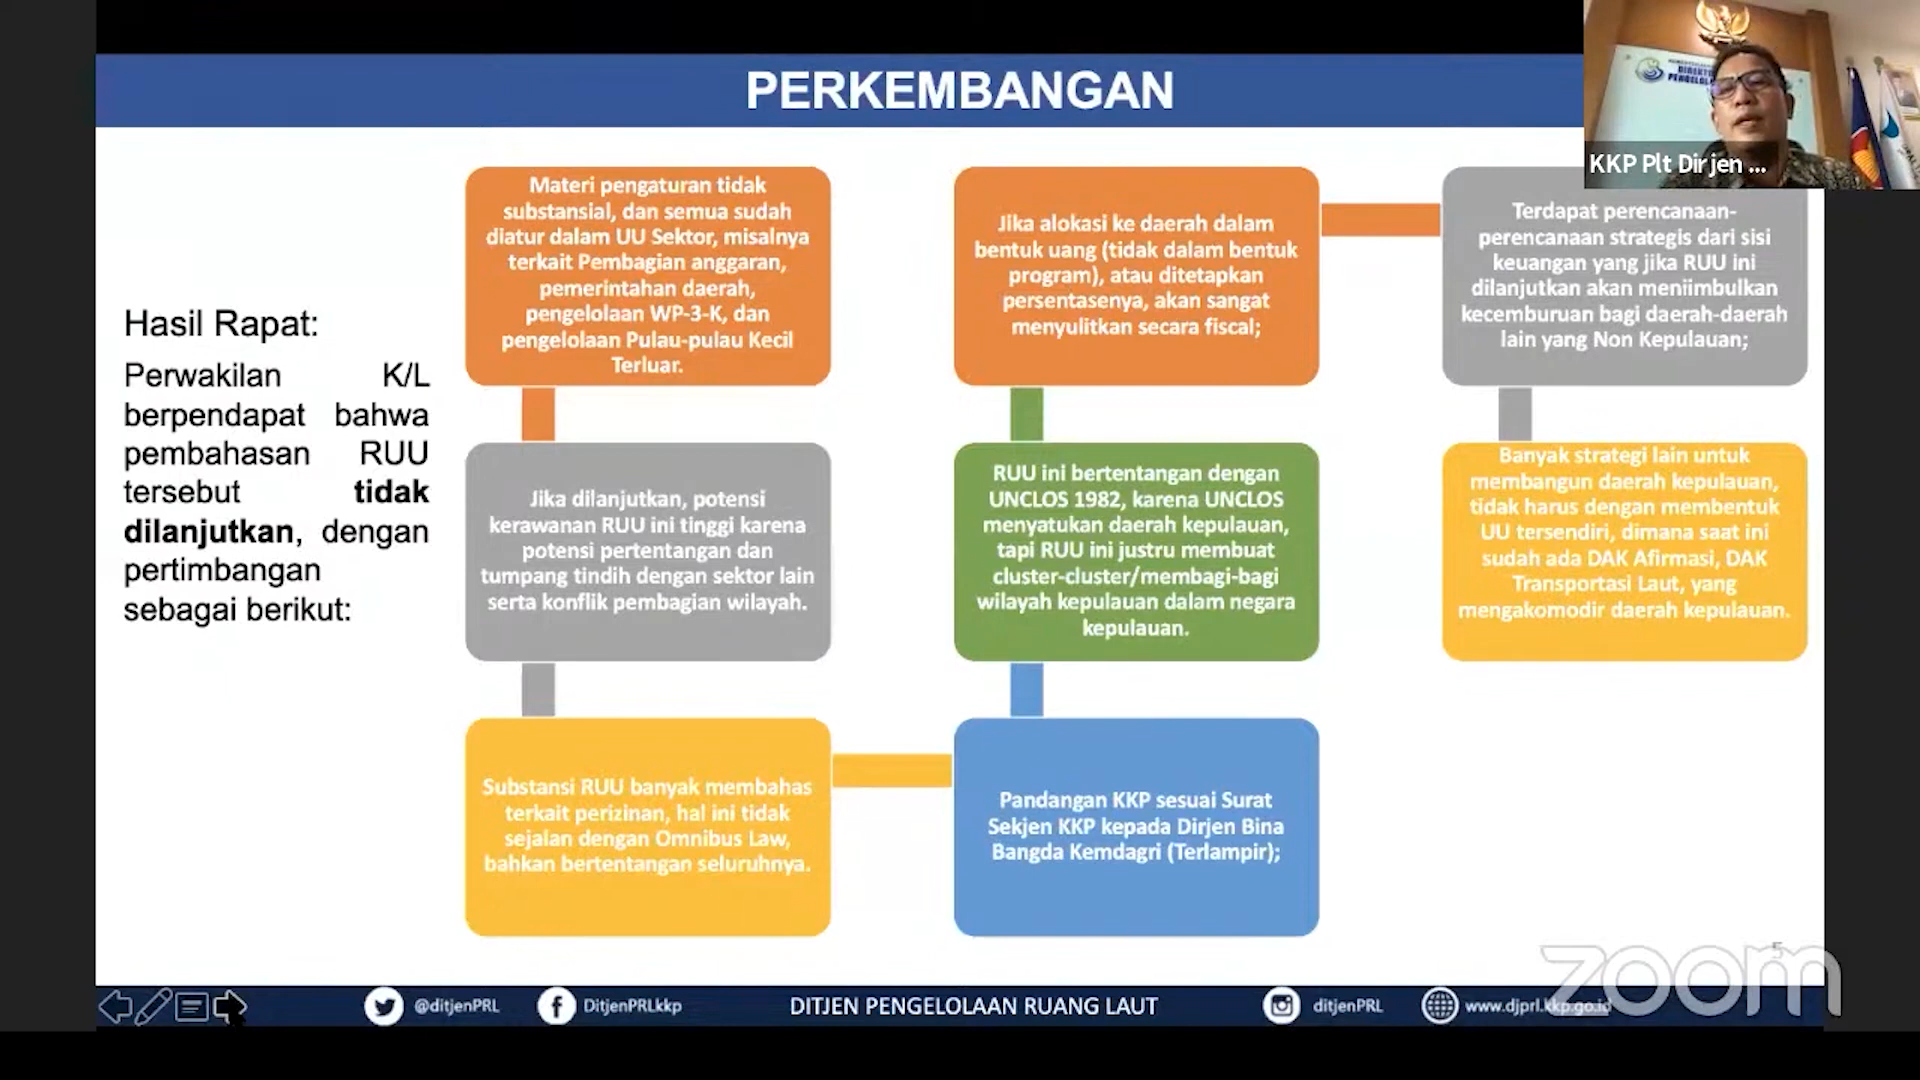 PERKEMBANGAN
KKP Plt Dirjen ...
Hasil Rapat:
Perwakilan K/L
berpendapat bahwa
pembahasan RUU
tersebut tidak
dilanjutkan, dengan
pertimbangan
sebagai berikut:
Materi pengaturan tidak
substansial, dan semua sudah
diatur dalam UU Sektor, misalnya
terkait Pembagian anggaran,
pemerintahan daerah,
pengelolaan WP-3-K, dan
pengelolaan Pulau-pulau Kecil
Terluar.
Jika dilanjutkan, potensi
kerawanan RUU ini tinggi karena
potensi pertentangan dan
tumpang tindih dengan sektor lain
serta konflik pembagian wilayah.
Substansi RUU banyak membahas
terkait perizinan, hal ini tidak
sejalan dengan Omnibus Law,
bahkan bertentangan seluruhnya.
Pandangan KKP sesuai Surat
Sekjen KKP kepada Dirjen Bina
Bangda Kemdagri (Terlampir);
RUU ini bertentangan dengan
UNCLOS 1982, karena UNCLOS
menyatukan daerah kepulauan,
tapi RUU ini justru membuat
cluster-cluster/membagi-bagi
wilayah kepulauan dalam negara
kepulauan.
Jika alokasi ke daerah dalam
bentuk uang (tidak dalam bentuk
program), atau ditetapkan
persentasenya, akan sangat
menyulitkan secara fiscal;
Terdapat perencanaan-
perencanaan strategis dari sisi
keuangan yang jika RUU ini
dilanjutkan akan meniimbulkan
kecemburuan bagi daerah-daerah
lain yang Non Kepulauan;
Banyak strategi lain untuk
membangun daerah kepulauan,
tidak harus dengan membentuk
UU tersendiri, dimana saat ini
sudah ada DAK Afirmasi, DAK
Transportasi Laut, yang
mengakomodir daerah kepulauan.
5
zoom
@ditjenPRL
DitjenPRLkkp
DITJEN PENGELOLAAN RUANG LAUT
ditjenPRL
www.djprl.kkp.go.id